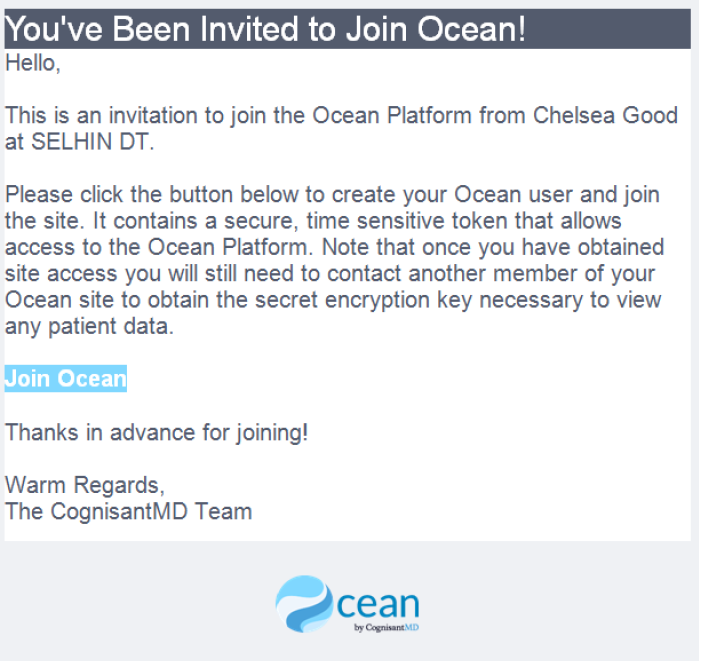 You've Been Invited to Join Ocean!
Hello,
This is an invitation to join the Ocean Platform from Chelsea Good
at SELHIN DT.
Please click the button below to create your Ocean user and join
the site. It contains a secure, time sensitive token that allows
access to the Ocean Platform. Note that once you have obtained
site access you will still need to contact another member of your
Ocean site to obtain the secret encryption key necessary to view
any patient data.
Join Ocean
Thanks in advance for joining!
Warm Regards,
The CognisantMD Team
cean
by CognisantMD